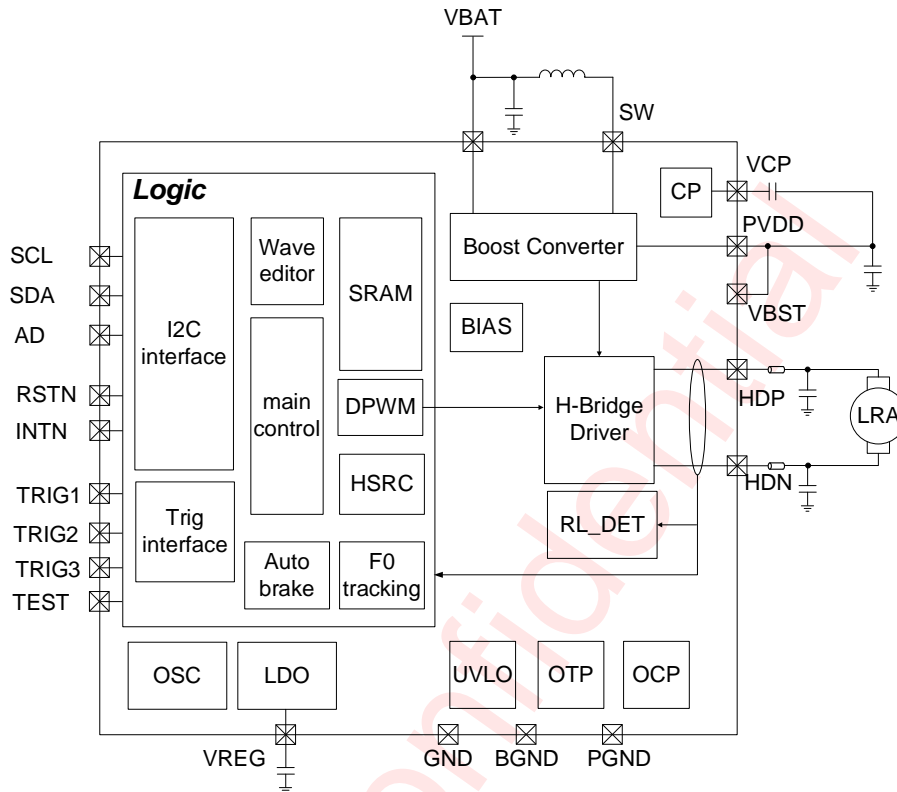 VBAT
SW
Logic
CP
VCP
PVDD
VBST
Boost Converter
BIAS
SCL
SDA
AD
RSTN
INTN
TRIG1
TRIG2
TRIG3
TEST
I2C
interface
Wave
editor
SRAM
main
control
DPWM
HSRC
Trig
interface
Auto
brake
F0
tracking
H-Bridge
Driver
RL_DET
HDP
HDN
LRA
OSC
LDO
UVLO
OTP
OCP
VREG
GND
BGND
PGND
onfidential